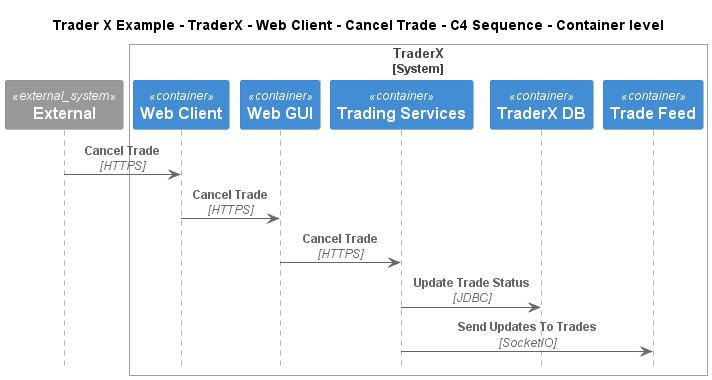 Trader X Example - TraderX - Web Client - Cancel Trade - C4 Sequence - Container level
TraderX
[System]
«external_system»
External
«container»
Web Client
«container»
Web GUI
«container»
Trading Services
«container»
TraderX DB
«container»
Trade Feed
Cancel Trade
[HTTPS]
Cancel Trade
[HTTPS]
Cancel Trade
[HTTPS]
Update Trade Status
[JDBC]
Send Updates To Trades
[SocketIO]